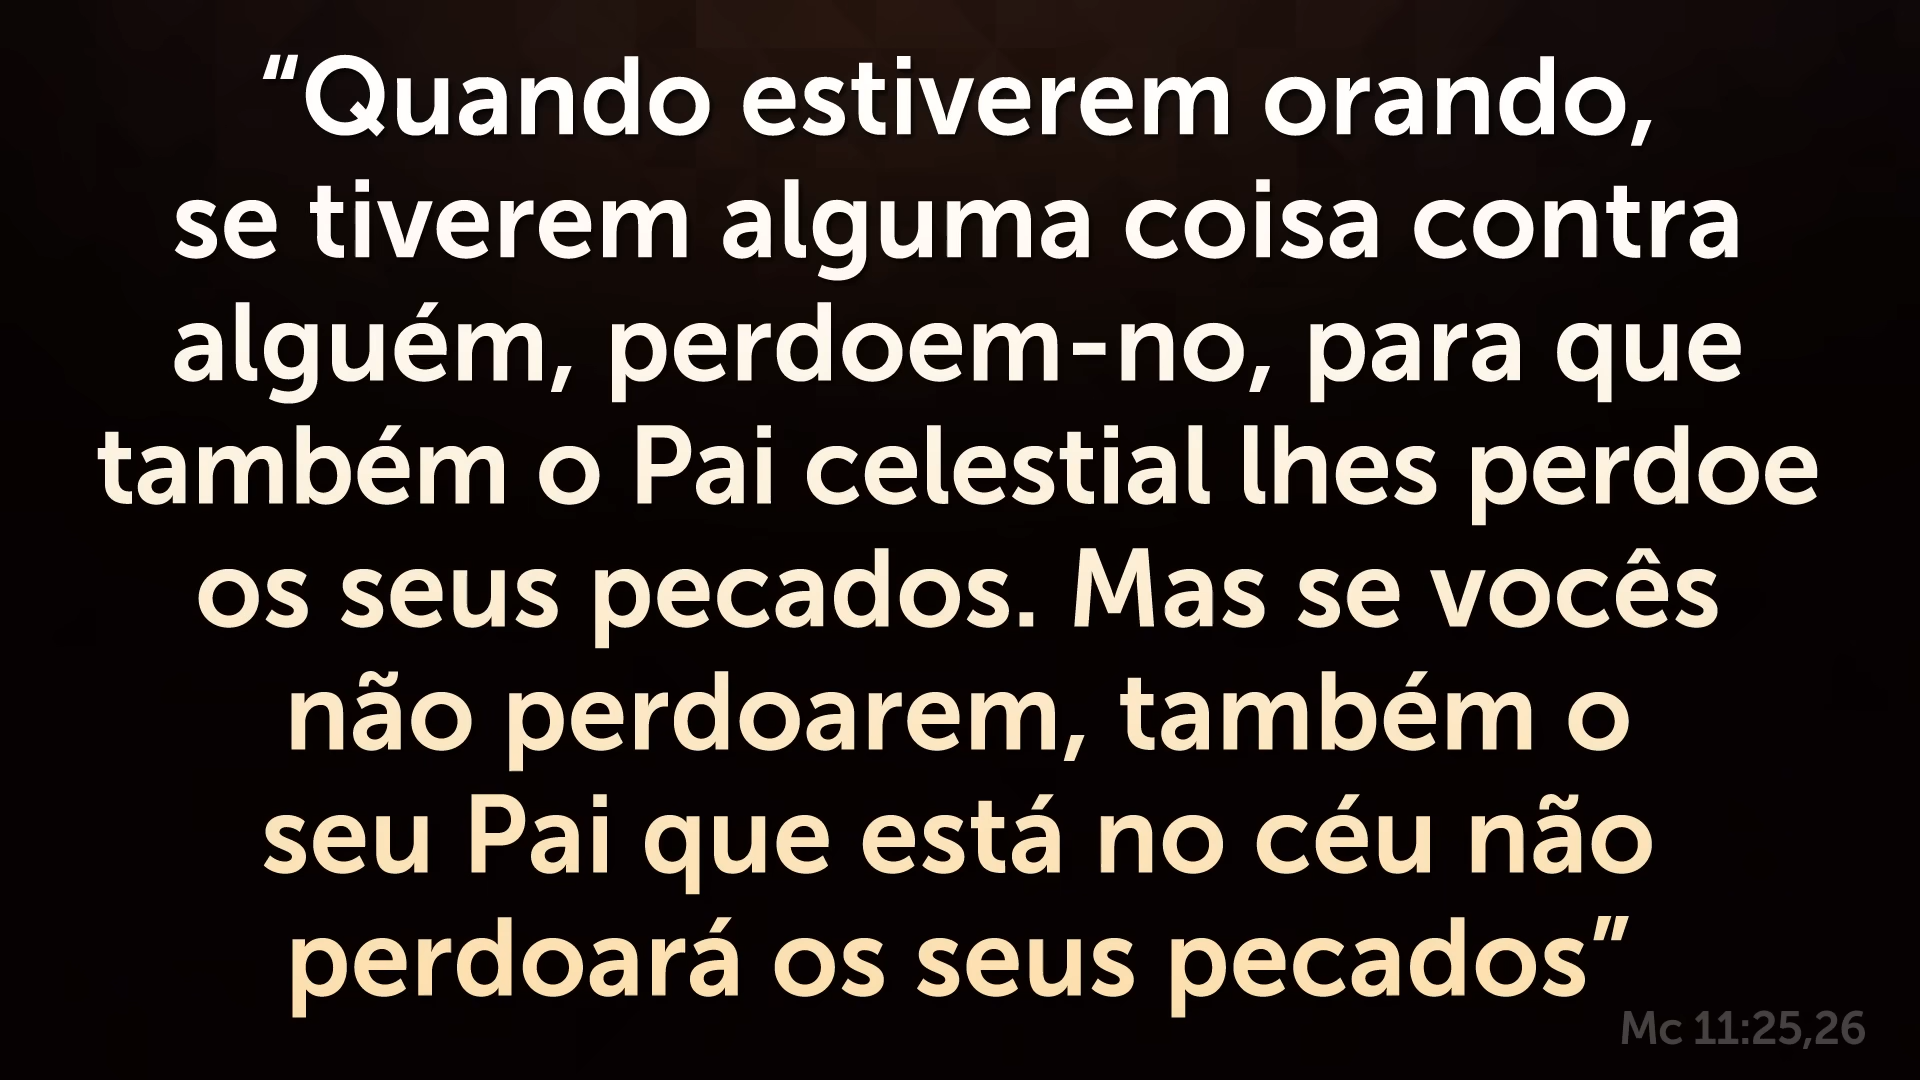 “Quando estiverem orando,
se tiverem alguma coisa contra
alguém, perdoem-no, para que
também o Pai celestial lhes perdoe
os seus pecados. Mas se vocês
não perdoarem, também o
seu Pai que está no céu não
perdoará os seus pecados”
Mc 11:25,26